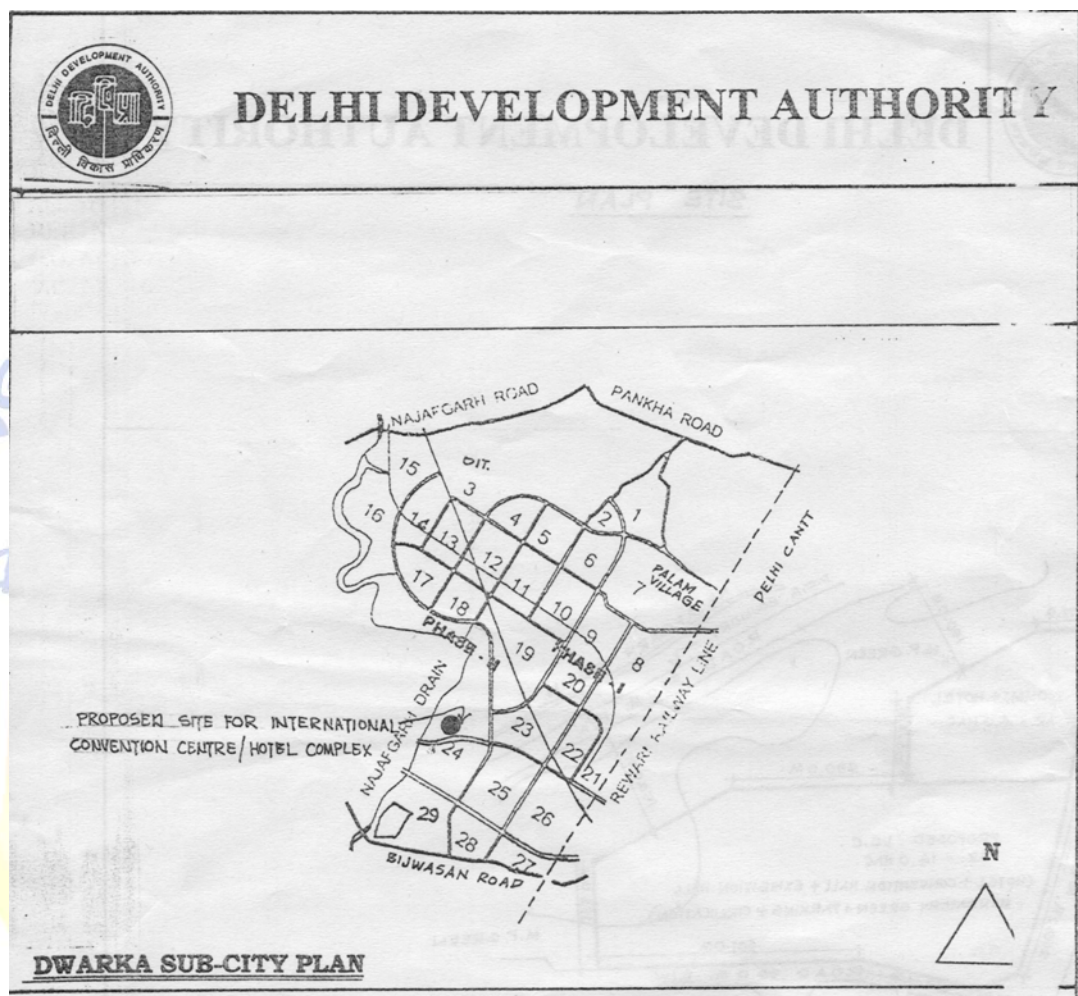 DELHI DEVELOPMENT AUTHORITY
दिल्ली विकास प्राधिकरण
DELHI DEVELOPMENT AUTHORITY
SITE PLAN
NAJAFGARH ROAD
PANKHA ROAD
15
DIT.
3
2
1
16
14
13
4
5
6
12
PALAM
VILLAGE
7
DELHI CANTT
17
11
10
18
9
PHASE-II
19
PHASE-I
8
20
NAJAFGARH DRAIN
REWARI RAILWAY LINE
PROPOSED SITE FOR INTERNATIONAL
CONVENTION CENTRE/HOTEL COMPLEX
23
24
22
21
25
26
29
28
27
BIJWASAN ROAD
N
DWARKA SUB-CITY PLAN